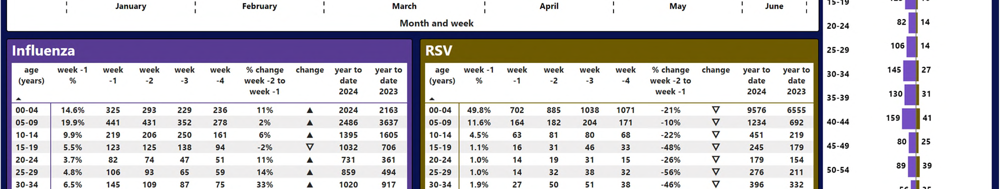 January February March April May June
Month and week
Influenza
age (years) week -1 % week -1 week -2 week -3 week -4 % change week -2 to week -1 change year to date 2024 year to date 2023
00-04 14.6% 325 293 229 236 11% ▲ 2024 2163
05-09 19.9% 441 431 352 278 2% ▲ 2486 3637
10-14 9.9% 219 206 250 161 6% ▲ 1395 1605
15-19 5.5% 123 125 138 94 -2% ▽ 1032 706
20-24 3.7% 82 74 47 51 11% ▲ 731 361
25-29 4.8% 106 93 65 59 14% ▲ 859 494
30-34 6.5% 145 109 87 75 33% ▲ 1020 917
RSV
age (years) week -1 % week -1 week -2 week -3 week -4 % change week -2 to week -1 change year to date 2024 year to date 2023
00-04 49.8% 702 885 1038 1071 -21% ▽ 9576 6555
05-09 11.6% 164 182 204 171 -10% ▽ 1234 692
10-14 4.5% 63 81 80 68 -22% ▽ 451 219
15-19 1.1% 16 31 46 33 -48% ▽ 245 179
20-24 1.0% 14 19 31 15 -26% ▽ 179 154
25-29 1.0% 14 32 38 32 -56% ▽ 276 211
30-34 1.9% 27 50 51 38 -46% ▽ 396 332
15-19
20-24 82 14
25-29 106 14
30-34 145 27
35-39 130 31
40-44 159 41
45-49 80 25
50-54 89 39